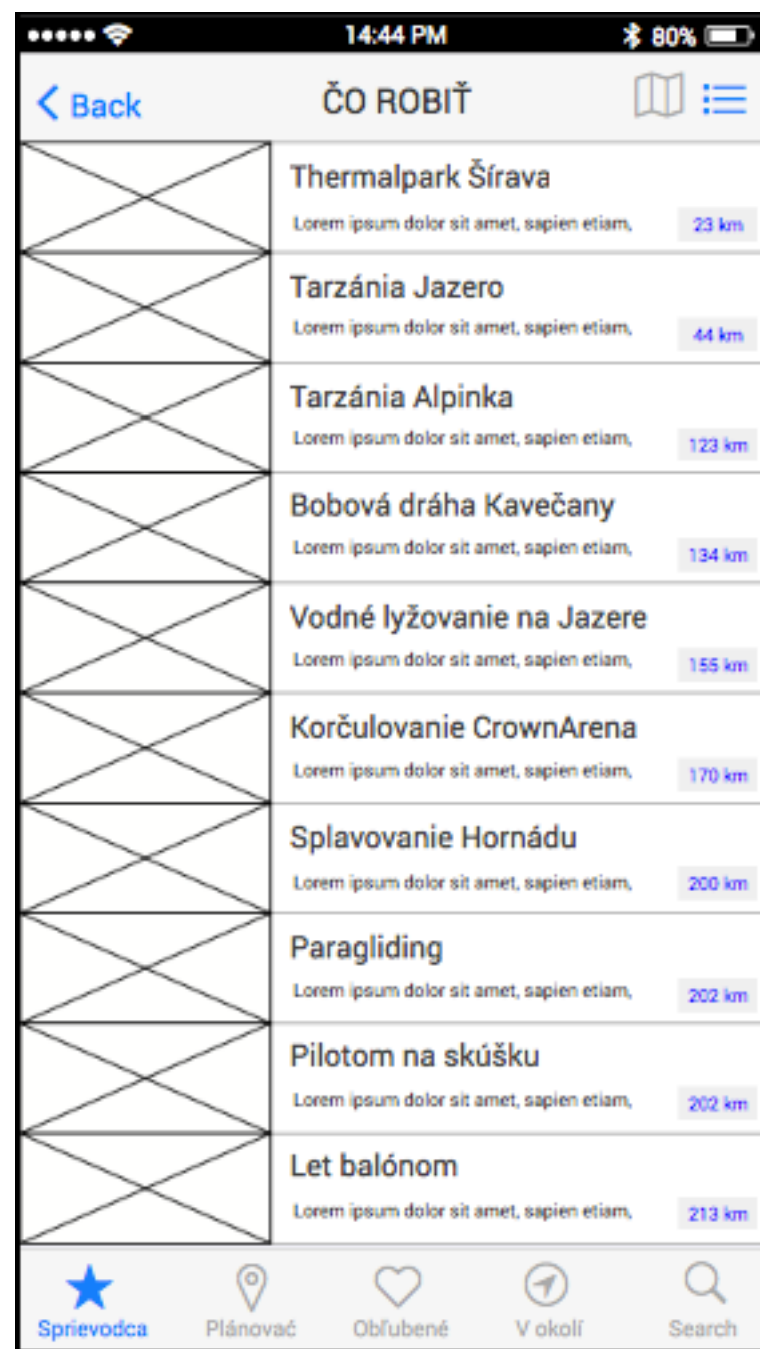 14:44 PM 80%
Back ČO ROBIŤ
Thermalpark Šírava
Lorem ipsum dolor sit amet, sapien etiam, 23 km
Tarzánia Jazero
Lorem ipsum dolor sit amet, sapien etiam, 44 km
Tarzánia Alpinka
Lorem ipsum dolor sit amet, sapien etiam, 123 km
Bobová dráha Kavečany
Lorem ipsum dolor sit amet, sapien etiam, 134 km
Vodné lyžovanie na Jazere
Lorem ipsum dolor sit amet, sapien etiam, 155 km
Korčulovanie CrownArena
Lorem ipsum dolor sit amet, sapien etiam, 170 km
Splavovanie Hornádu
Lorem ipsum dolor sit amet, sapien etiam, 200 km
Paragliding
Lorem ipsum dolor sit amet, sapien etiam, 202 km
Pilotom na skúšku
Lorem ipsum dolor sit amet, sapien etiam, 202 km
Let balónom
Lorem ipsum dolor sit amet, sapien etiam, 213 km
Sprievodca Plánovač Obľubené V okolí Search